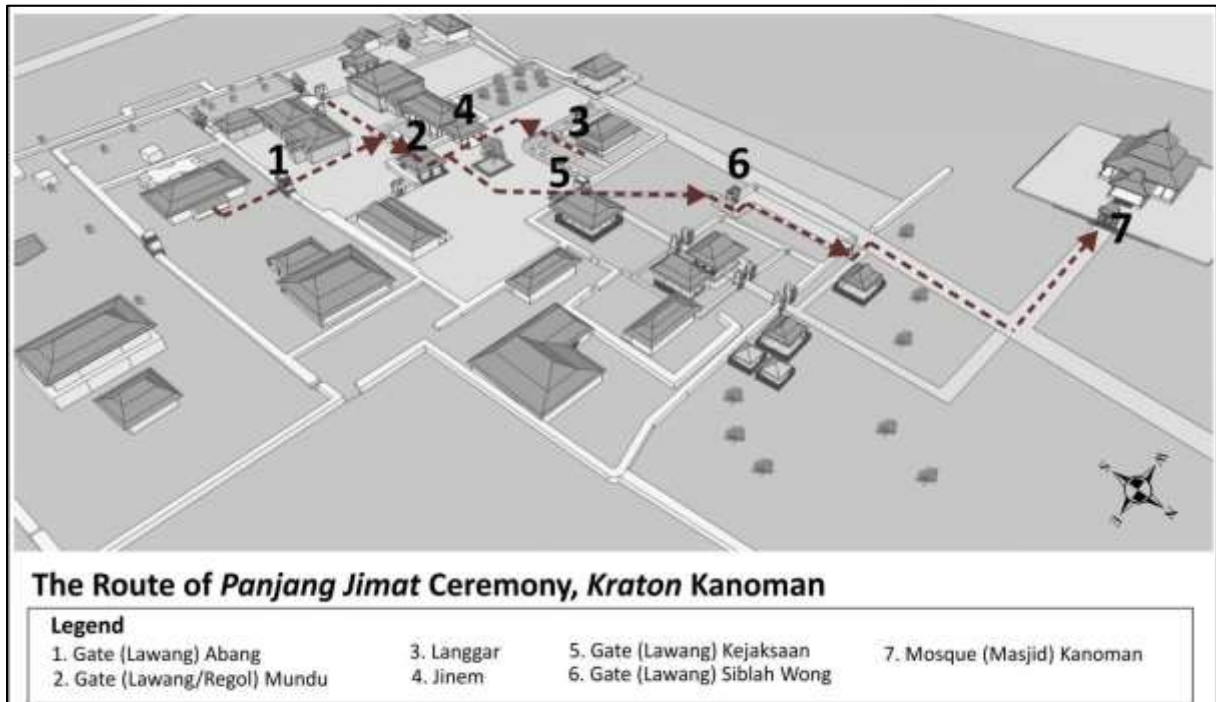 1
2
4
3
5
6
7
The Route of Panjang Jimat Ceremony, Kraton Kanoman
Legend
1. Gate (Lawang) Abang
2. Gate (Lawang/Regol) Mundu
3. Langgar
4. Jinem
5. Gate (Lawang) Kejaksaan
6. Gate (Lawang) Siblah Wong
7. Mosque (Masjid) Kanoman